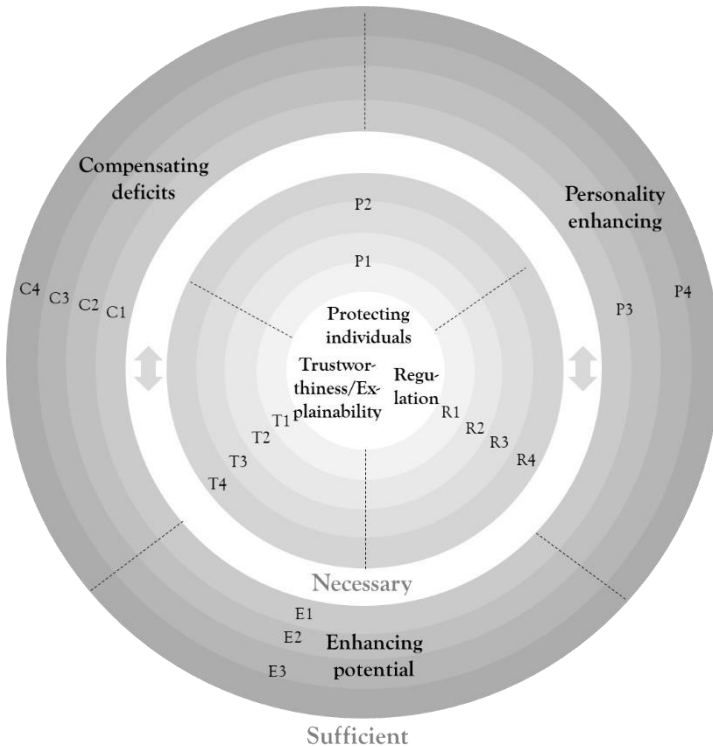 Compensating
deficits
Personality
enhancing
P2
P1
C4
C3
C2
C1
P3
P4
Protecting
individuals
Trustwor-
thiness/Ex-
plainability
Regu-
lation
T1
T2
T3
T4
R1
R2
R3
R4
Necessary
E1
E2
E3
Enhancing
potential
Sufficient